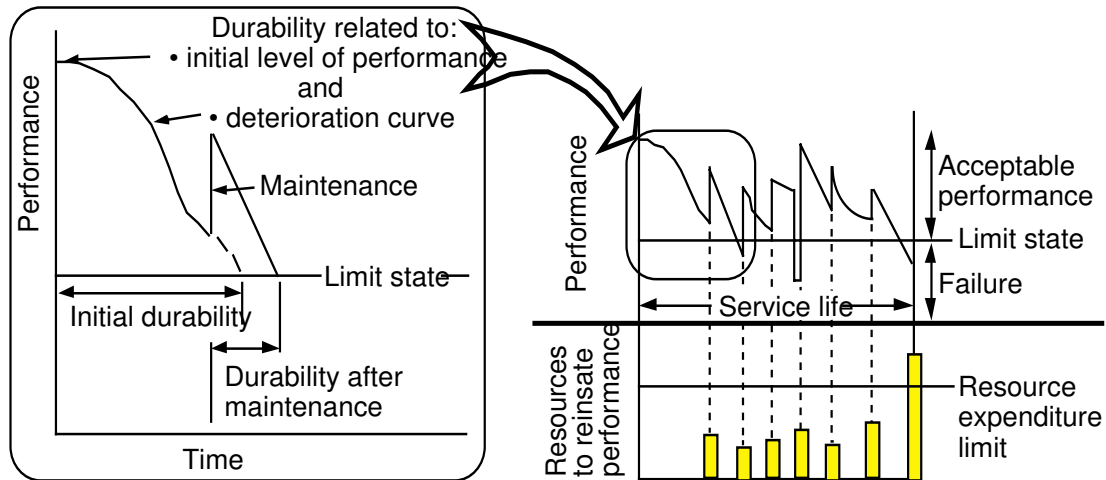 Durability related to:
• initial level of performance
and
• deterioration curve
Performance
Maintenance
Limit state
Initial durability
Durability after
maintenance
Time
Performance
Acceptable
performance
Limit state
Failure
Service life
Resources
to reinsate
performance
Resource
expenditure
limit